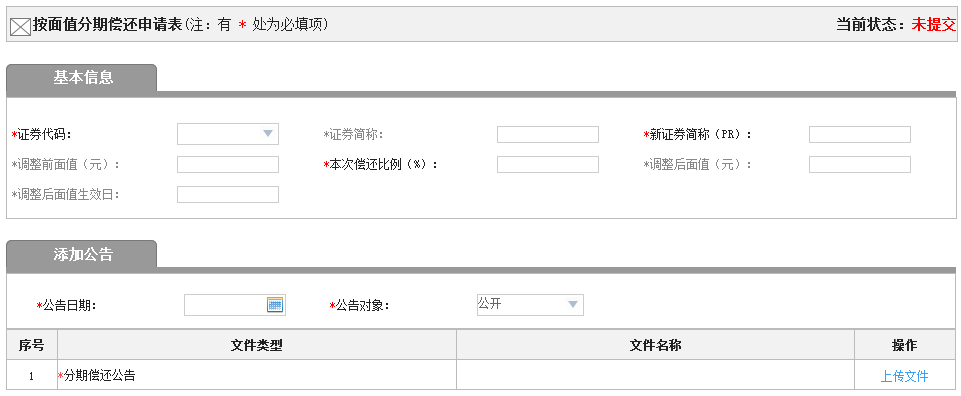 按面值分期偿还申请表(注：有 * 处为必填项) 当前状态：未提交
基本信息
*证券代码： *证券简称： *新证券简称（PR）：
*调整前面值（元）： *本次偿还比例（%）： *调整后面值（元）：
*调整后面值生效日：
添加公告
*公告日期： *公告对象： 公开
序号 文件类型 文件名称 操作
1 *分期偿还公告 上传文件